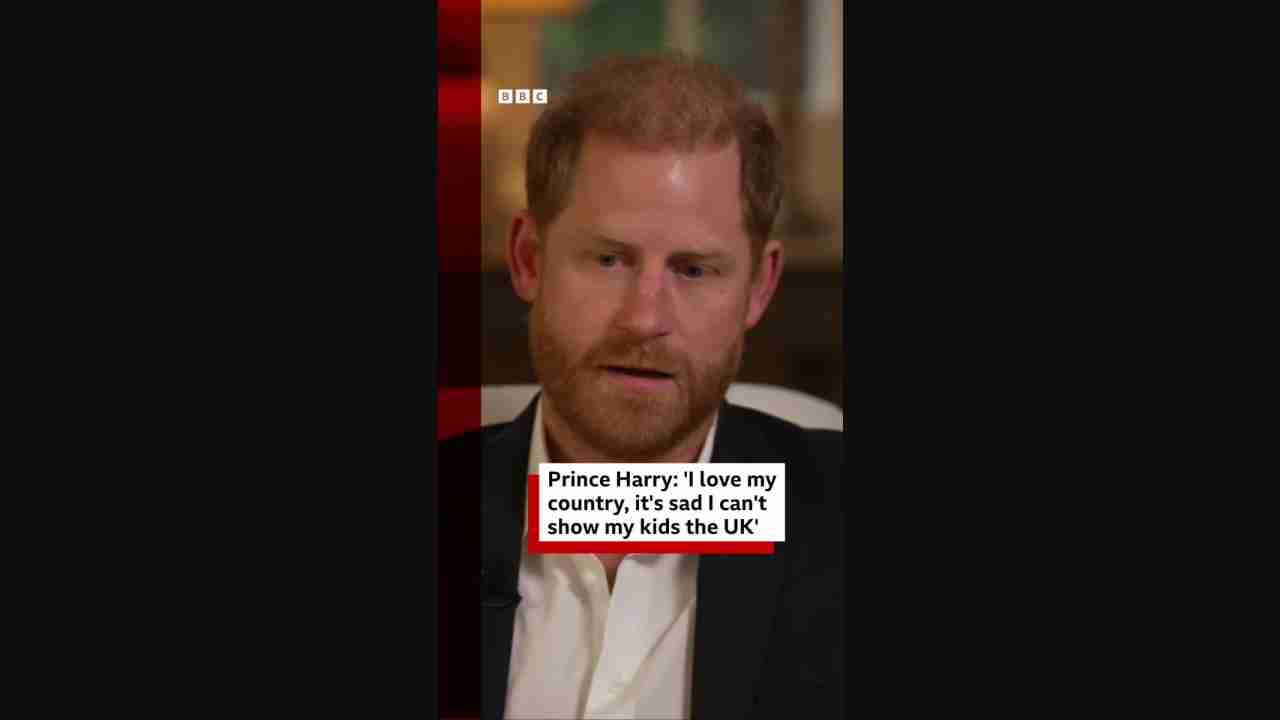 BBC
Prince Harry: 'I love my
country, it's sad I can't
show my kids the UK'